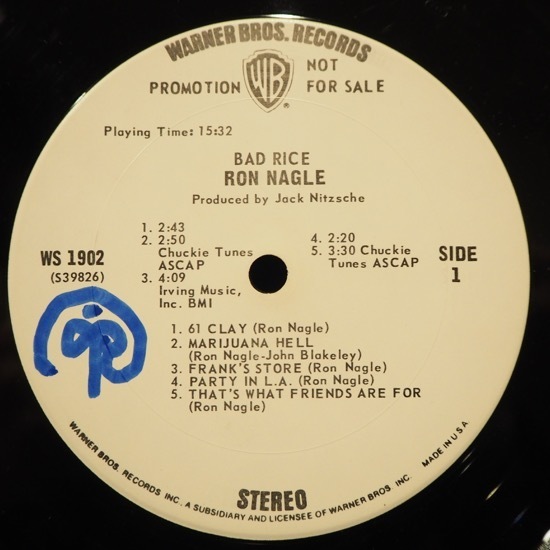 WARNER BROS. RECORDS
PROMOTION NOT
FOR SALE
WB
®
Playing Time: 15:32
BAD RICE
RON NAGLE
Produced by Jack Nitzsche
1. 2:43
2. 2:50
Chuckie Tunes
ASCAP
3. 4:09
Irving Music,
Inc. BMI
4. 2:20
5. 3:30 Chuckie
Tunes ASCAP
WS 1902
(S39826)
SIDE
1
1. 61 CLAY (Ron Nagle)
2. MARIJUANA HELL
(Ron Nagle-John Blakeley)
3. FRANK'S STORE (Ron Nagle)
4. PARTY IN L.A. (Ron Nagle)
5. THAT'S WHAT FRIENDS ARE FOR
(Ron Nagle)
STEREO
WARNER BROS. RECORDS INC., A SUBSIDIARY AND LICENSEE OF WARNER BROS. INC. MADE IN U.S.A.